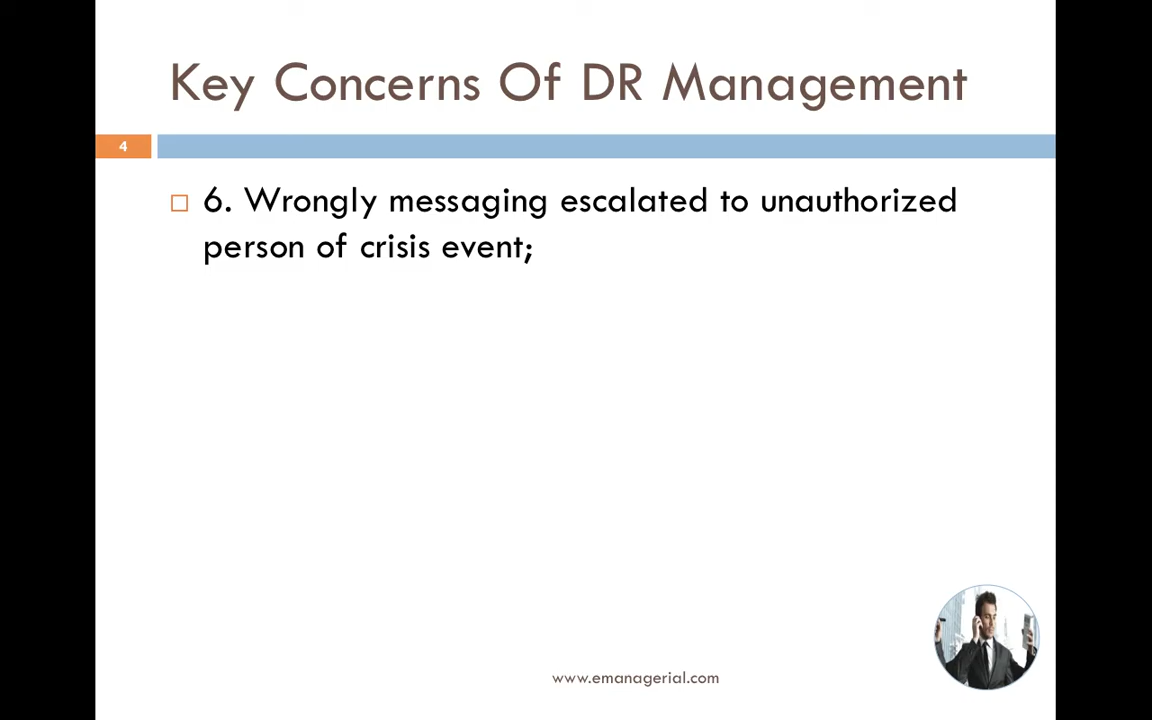 Key Concerns Of DR Management
4
6. Wrongly messaging escalated to unauthorized
person of crisis event;
www.emanagerial.com